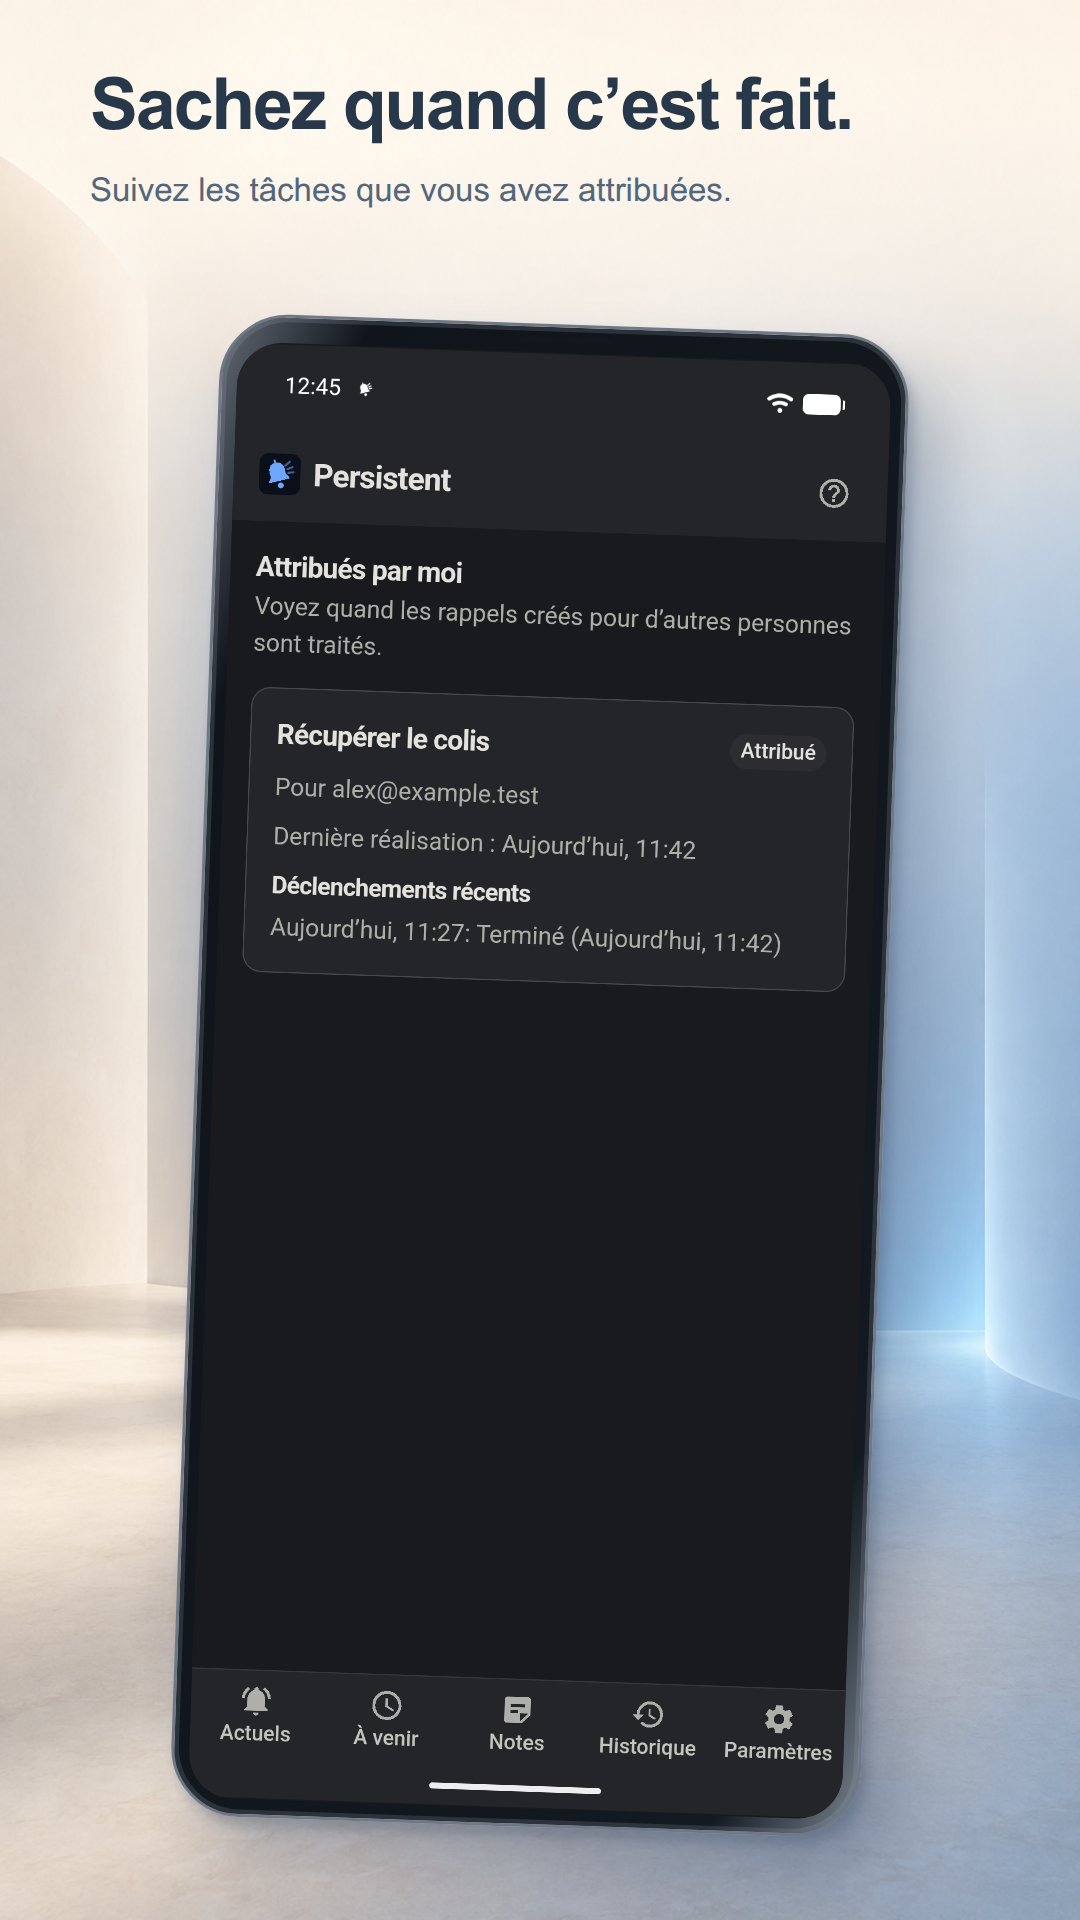 Sachez quand c’est fait.
Suivez les tâches que vous avez attribuées.
12:45
Persistent
Attribués par moi
Voyez quand les rappels créés pour d’autres personnes
sont traités.
Récupérer le colis
Attribué
Pour alex@example.test
Dernière réalisation : Aujourd’hui, 11:42
Déclenchements récents
Aujourd’hui, 11:27: Terminé (Aujourd’hui, 11:42)
Actuels
À venir
Notes
Historique
Paramètres